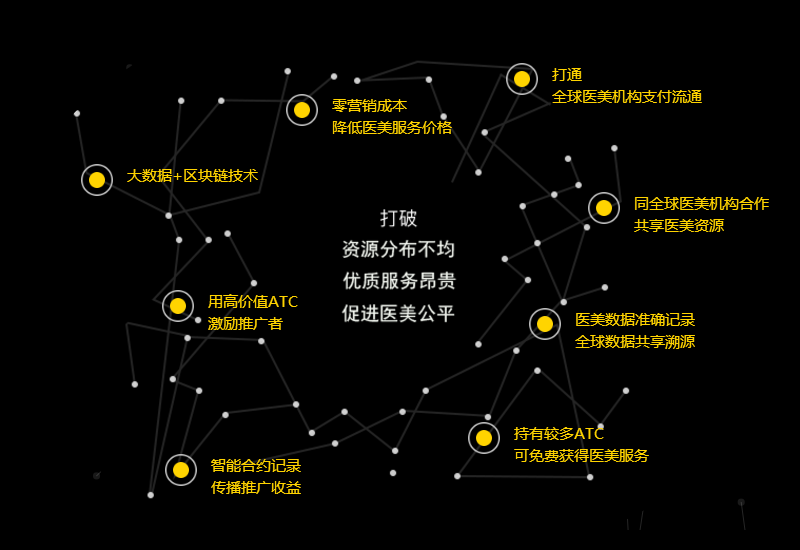 打通
全球医美机构支付流通
零营销成本
降低医美服务价格
大数据+区块链技术
同全球医美机构合作
共享医美资源
打破
资源分布不均
优质服务昂贵
促进医美公平
用高价值ATC
激励推广者
医美数据准确记录
全球数据共享溯源
持有较多ATC
可免费获得医美服务
智能合约记录
传播推广收益